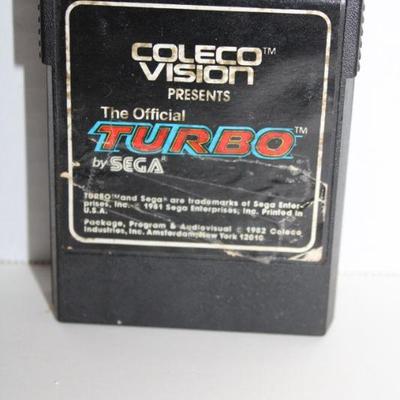 COLECO™
VISION
PRESENTS
The Official
TURBO™
by SEGA®
TURBO™ and Sega® are trademarks of Sega Enter-
prises, Inc. © 1981 Sega Enterprises, Inc. Printed in
U.S.A.
Package, Program & Audiovisual © 1982 Coleco
Industries, Inc. Amsterdam, New York 12010